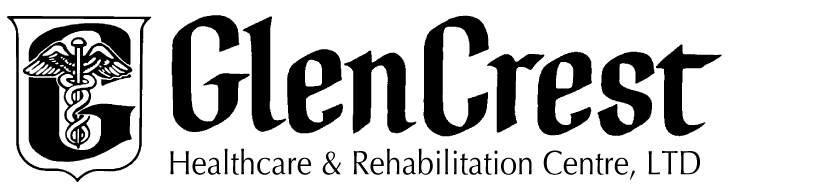 G
GlenCrest
Healthcare & Rehabilitation Centre, LTD